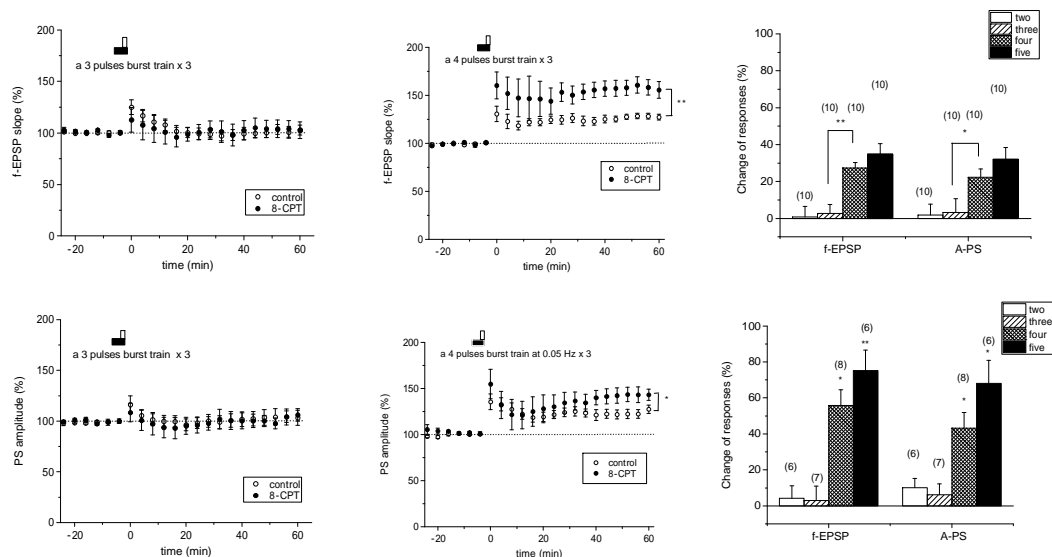 200
150
100
50
0
f-EPSP slope (%)
a 3 pulses burst train x 3
control
8-CPT
-20 0 20 40 60
time (min)
200
150
100
50
0
f-EPSP slope (%)
a 4 pulses burst train x 3
**
control
8-CPT
-20 0 20 40 60
time (min)
two
three
four
five
100
80
60
40
20
0
Change of responses (%)
(10) (10) (10) (10)
**
(10) (10) (10) (10)
*
f-EPSP A-PS
200
150
100
50
0
PS amplitude (%)
a 3 pulses burst train x 3
control
8-CPT
-20 0 20 40 60
time (min)
200
150
100
50
0
PS amplitude (%)
a 4 pulses burst train at 0.05 Hz x 3
*
control
8-CPT
-20 0 20 40 60
time (min)
two
three
four
five
100
80
60
40
20
0
Change of responses (%)
(6) (7) (8) (6)
* **
(6) (7) (8) (6)
* *
f-EPSP A-PS